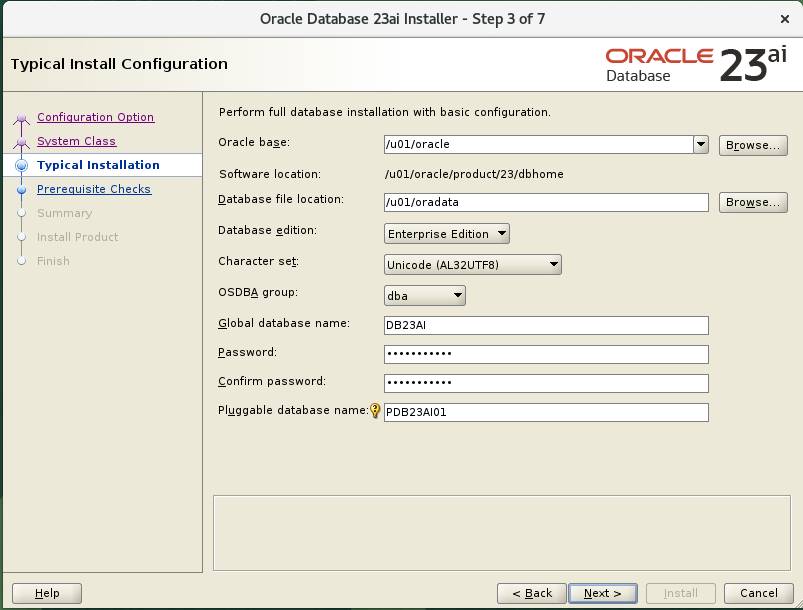 Oracle Database 23ai Installer - Step 3 of 7
Typical Install Configuration
ORACLE
Database
23ai
Configuration Option
System Class
Typical Installation
Prerequisite Checks
Summary
Install Product
Finish
Perform full database installation with basic configuration.
Oracle base: /u01/oracle Browse...
Software location: /u01/oracle/product/23/dbhome
Database file location: /u01/oradata Browse...
Database edition: Enterprise Edition
Character set: Unicode (AL32UTF8)
OSDBA group: dba
Global database name: DB23AI
Password: •••••••••••
Confirm password: •••••••••••
Pluggable database name: PDB23AI01
Help < Back Next > Install Cancel